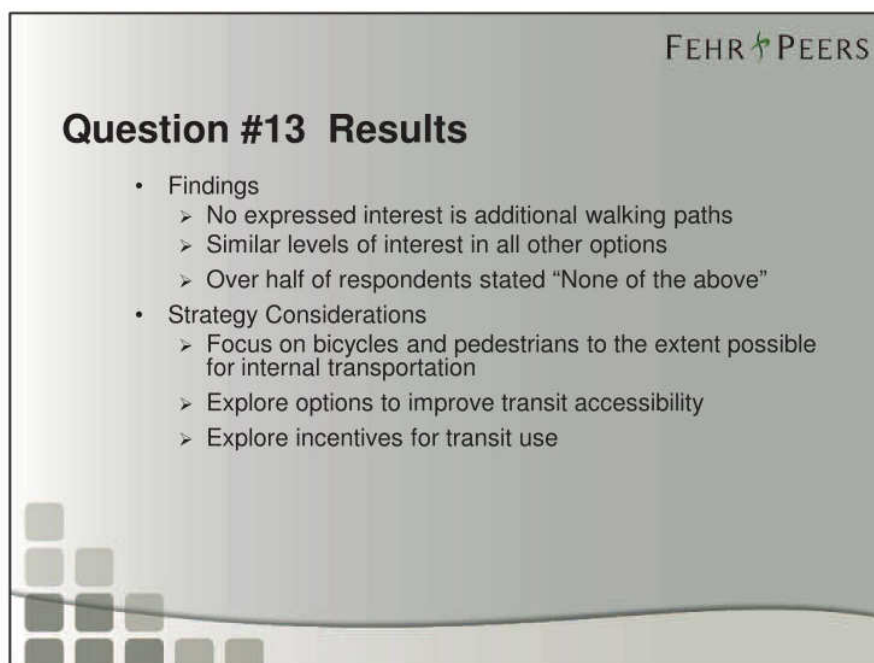 FEHR PEERS
Question #13 Results
• Findings
➢ No expressed interest is additional walking paths
➢ Similar levels of interest in all other options
➢ Over half of respondents stated “None of the above”
• Strategy Considerations
➢ Focus on bicycles and pedestrians to the extent possible
for internal transportation
➢ Explore options to improve transit accessibility
➢ Explore incentives for transit use